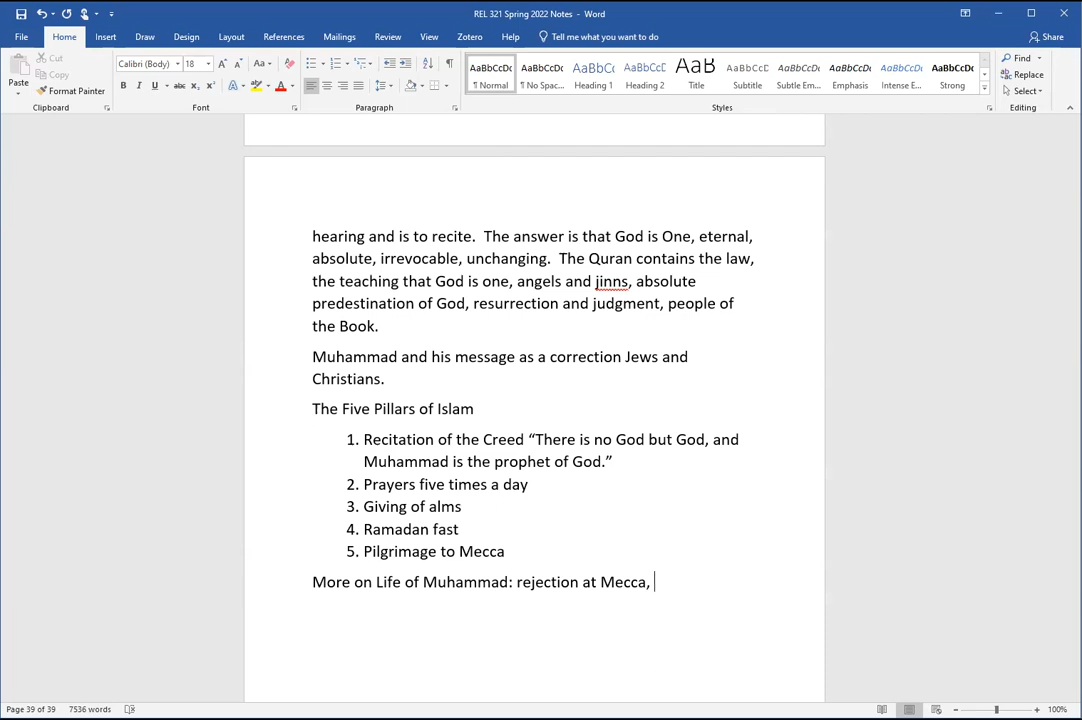 REL 321 Spring 2022 Notes - Word
File Home Insert Draw Design Layout References Mailings Review View Zotero Help Tell me what you want to do Share
Paste
Cut
Copy
Format Painter
Clipboard
Calibri (Body) 18
Font
Paragraph
AaBbCcDc AaBbCcDc AaBbCc AaBbCcD AaB AaBbCcD AaBbCcDc AaBbCcDc AaBbCcDc AaBbCcDc
¶ Normal ¶ No Spac... Heading 1 Heading 2 Title Subtitle Subtle Em... Emphasis Intense E... Strong
Styles
Find
Replace
Select
Editing
hearing and is to recite.  The answer is that God is One, eternal,
absolute, irrevocable, unchanging.  The Quran contains the law,
the teaching that God is one, angels and jinns, absolute
predestination of God, resurrection and judgment, people of
the Book.
Muhammad and his message as a correction Jews and
Christians.
The Five Pillars of Islam
1. Recitation of the Creed “There is no God but God, and
Muhammad is the prophet of God.”
2. Prayers five times a day
3. Giving of alms
4. Ramadan fast
5. Pilgrimage to Mecca
More on Life of Muhammad: rejection at Mecca,
Page 39 of 39 7536 words 100%